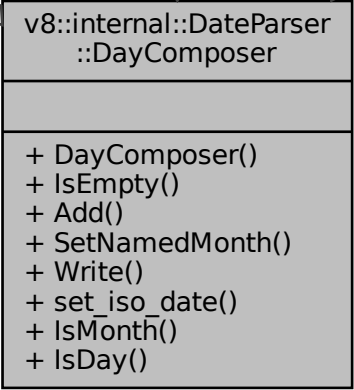 v8::internal::DateParser
::DayComposer
+ DayComposer()
+ IsEmpty()
+ Add()
+ SetNamedMonth()
+ Write()
+ set_iso_date()
+ IsMonth()
+ IsDay()